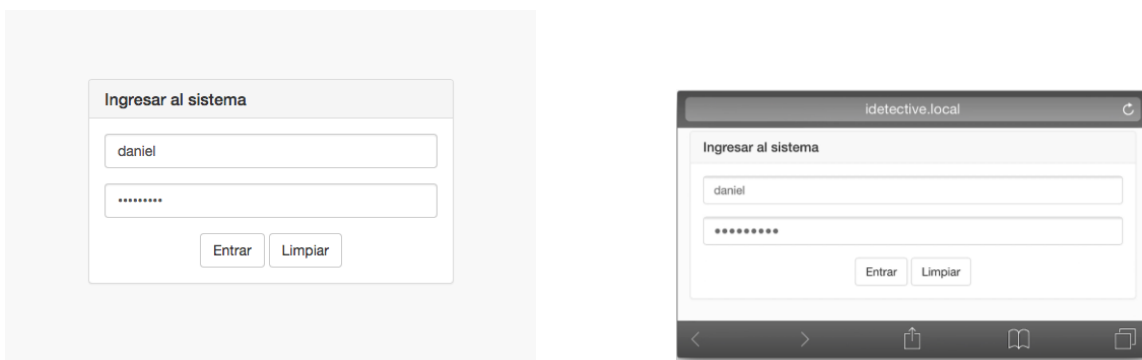 Ingresar al sistema
daniel
•••••••••
Entrar Limpiar
idetective.local
Ingresar al sistema
daniel
•••••••••
Entrar Limpiar